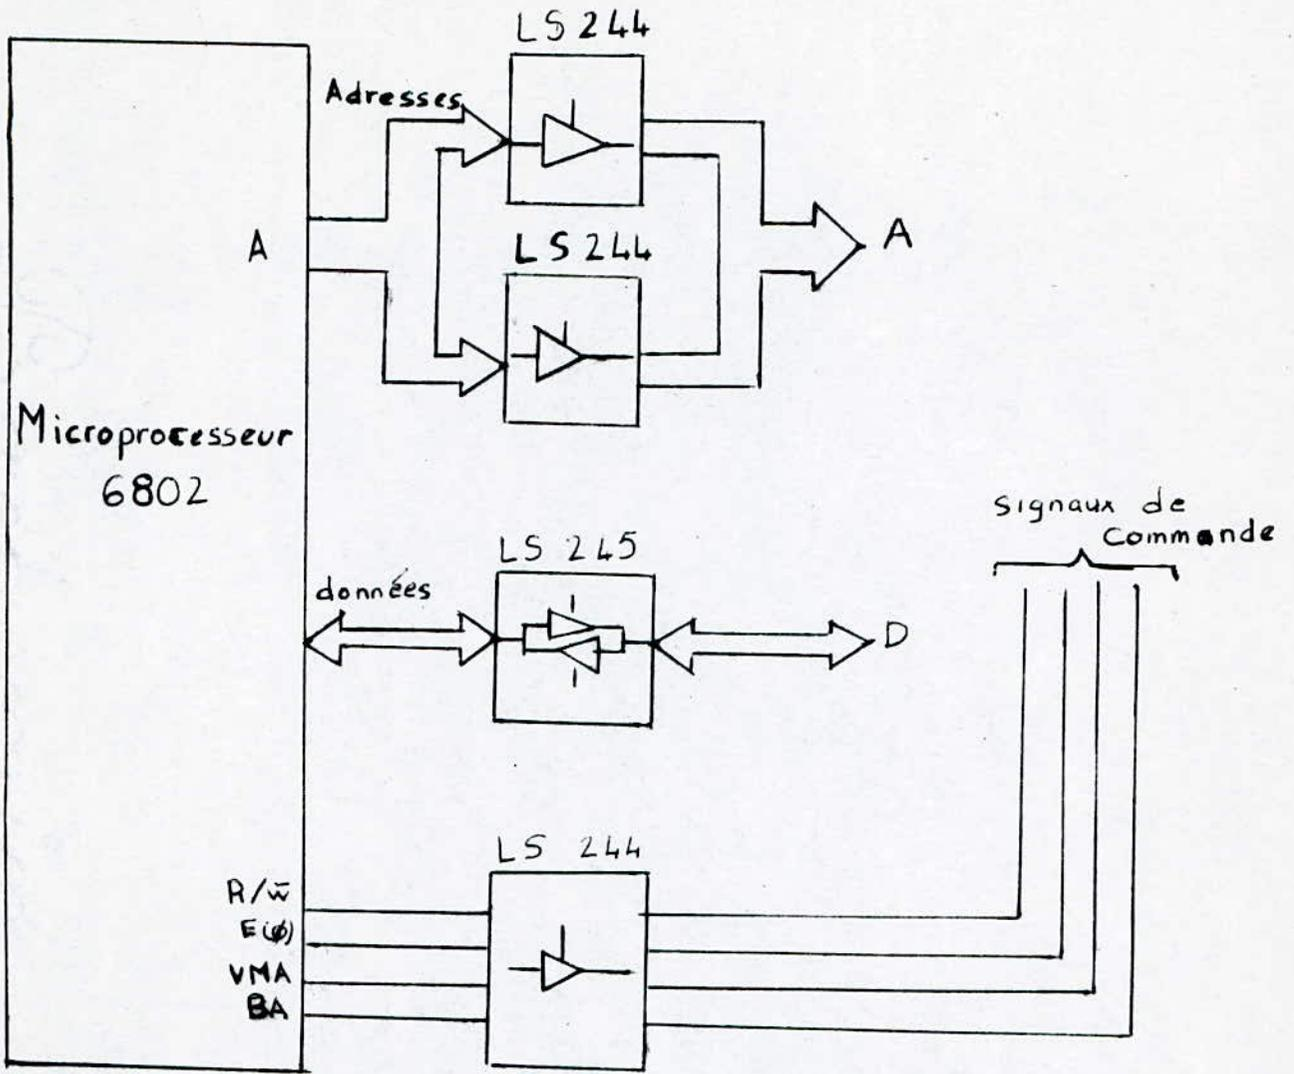 LS 244
Adresses
A
A
LS 244
Microprocesseur
6802
signaux de
Commande
LS 245
données
D
LS 244
R/w̄
E(ϕ)
VMA
BA